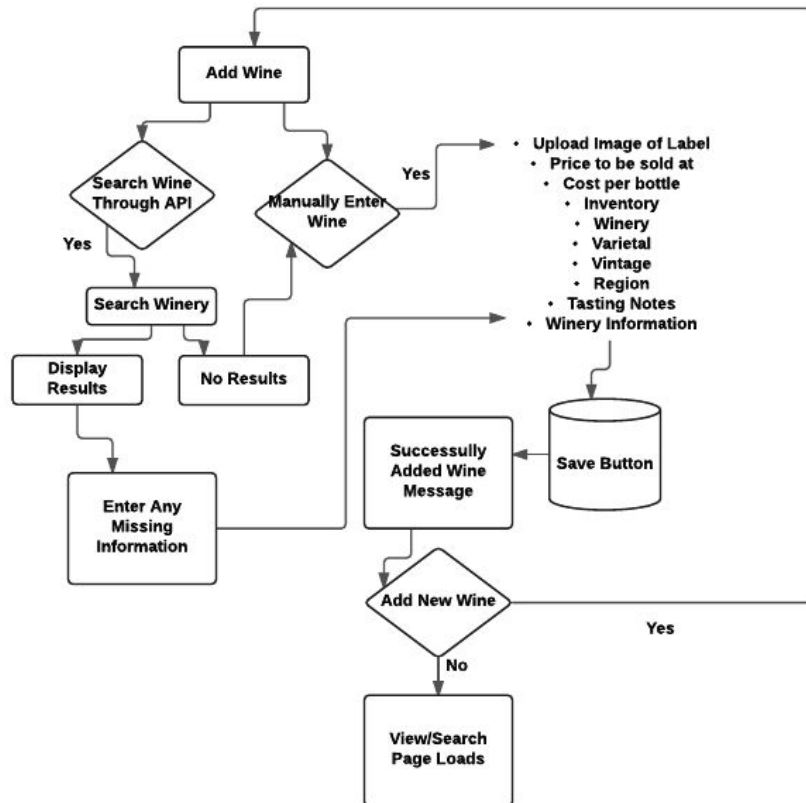 Add Wine
Search Wine
Through API
Manually Enter
Wine
Yes
• Upload Image of Label
• Price to be sold at
• Cost per bottle
• Inventory
• Winery
• Varietal
• Vintage
• Region
• Tasting Notes
• Winery Information
Yes
Search Winery
Display
Results
No Results
Enter Any
Missing
Information
Save Button
Successully
Added Wine
Message
Add New Wine
Yes
No
View/Search
Page Loads